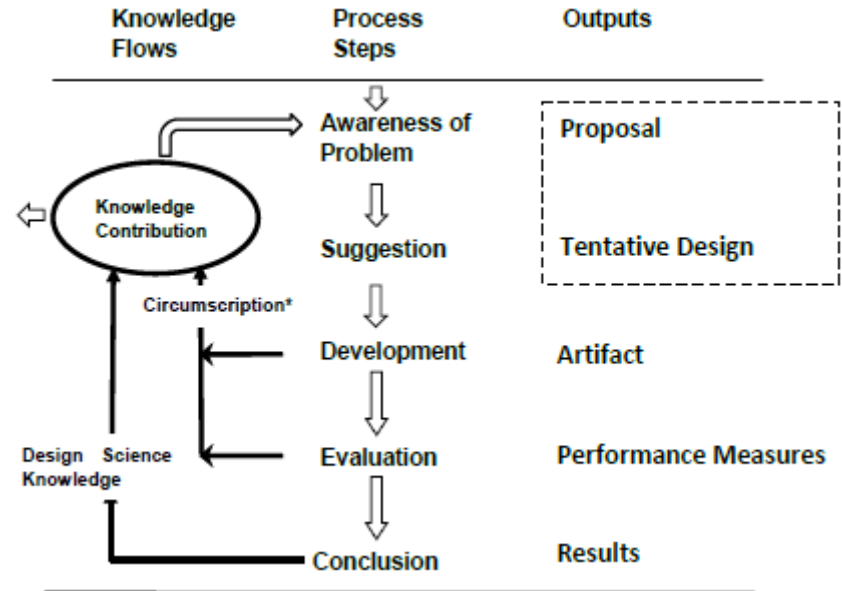 Knowledge Flows
Process Steps
Outputs
Awareness of Problem
Proposal
Knowledge Contribution
Suggestion
Tentative Design
Circumscription*
Development
Artifact
Design Science Knowledge
Evaluation
Performance Measures
Conclusion
Results